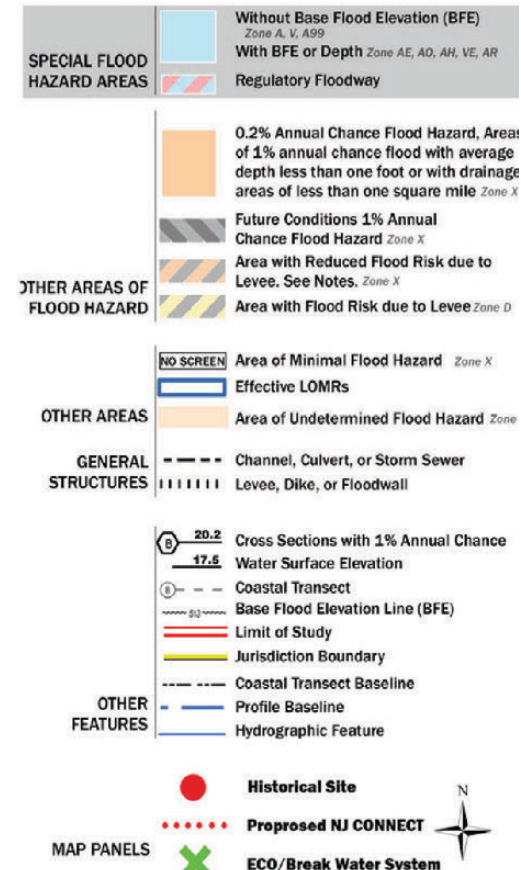 SPECIAL FLOOD
HAZARD AREAS
Without Base Flood Elevation (BFE)
Zone A, V, A99
With BFE or Depth Zone AE, AO, AH, VE, AR
Regulatory Floodway
OTHER AREAS OF
FLOOD HAZARD
0.2% Annual Chance Flood Hazard, Areas
of 1% annual chance flood with average
depth less than one foot or with drainage
areas of less than one square mile Zone X
Future Conditions 1% Annual
Chance Flood Hazard Zone X
Area with Reduced Flood Risk due to
Levee. See Notes. Zone X
Area with Flood Risk due to Levee Zone D
OTHER AREAS
NO SCREEN Area of Minimal Flood Hazard Zone X
Effective LOMRs
Area of Undetermined Flood Hazard Zone
GENERAL
STRUCTURES
Channel, Culvert, or Storm Sewer
Levee, Dike, or Floodwall
OTHER
FEATURES
B 20.2 Cross Sections with 1% Annual Chance
17.5 Water Surface Elevation
8 Coastal Transect
513 Base Flood Elevation Line (BFE)
Limit of Study
Jurisdiction Boundary
Coastal Transect Baseline
Profile Baseline
Hydrographic Feature
MAP PANELS
Historical Site
Proprosed NJ CONNECT
ECO/Break Water System
N